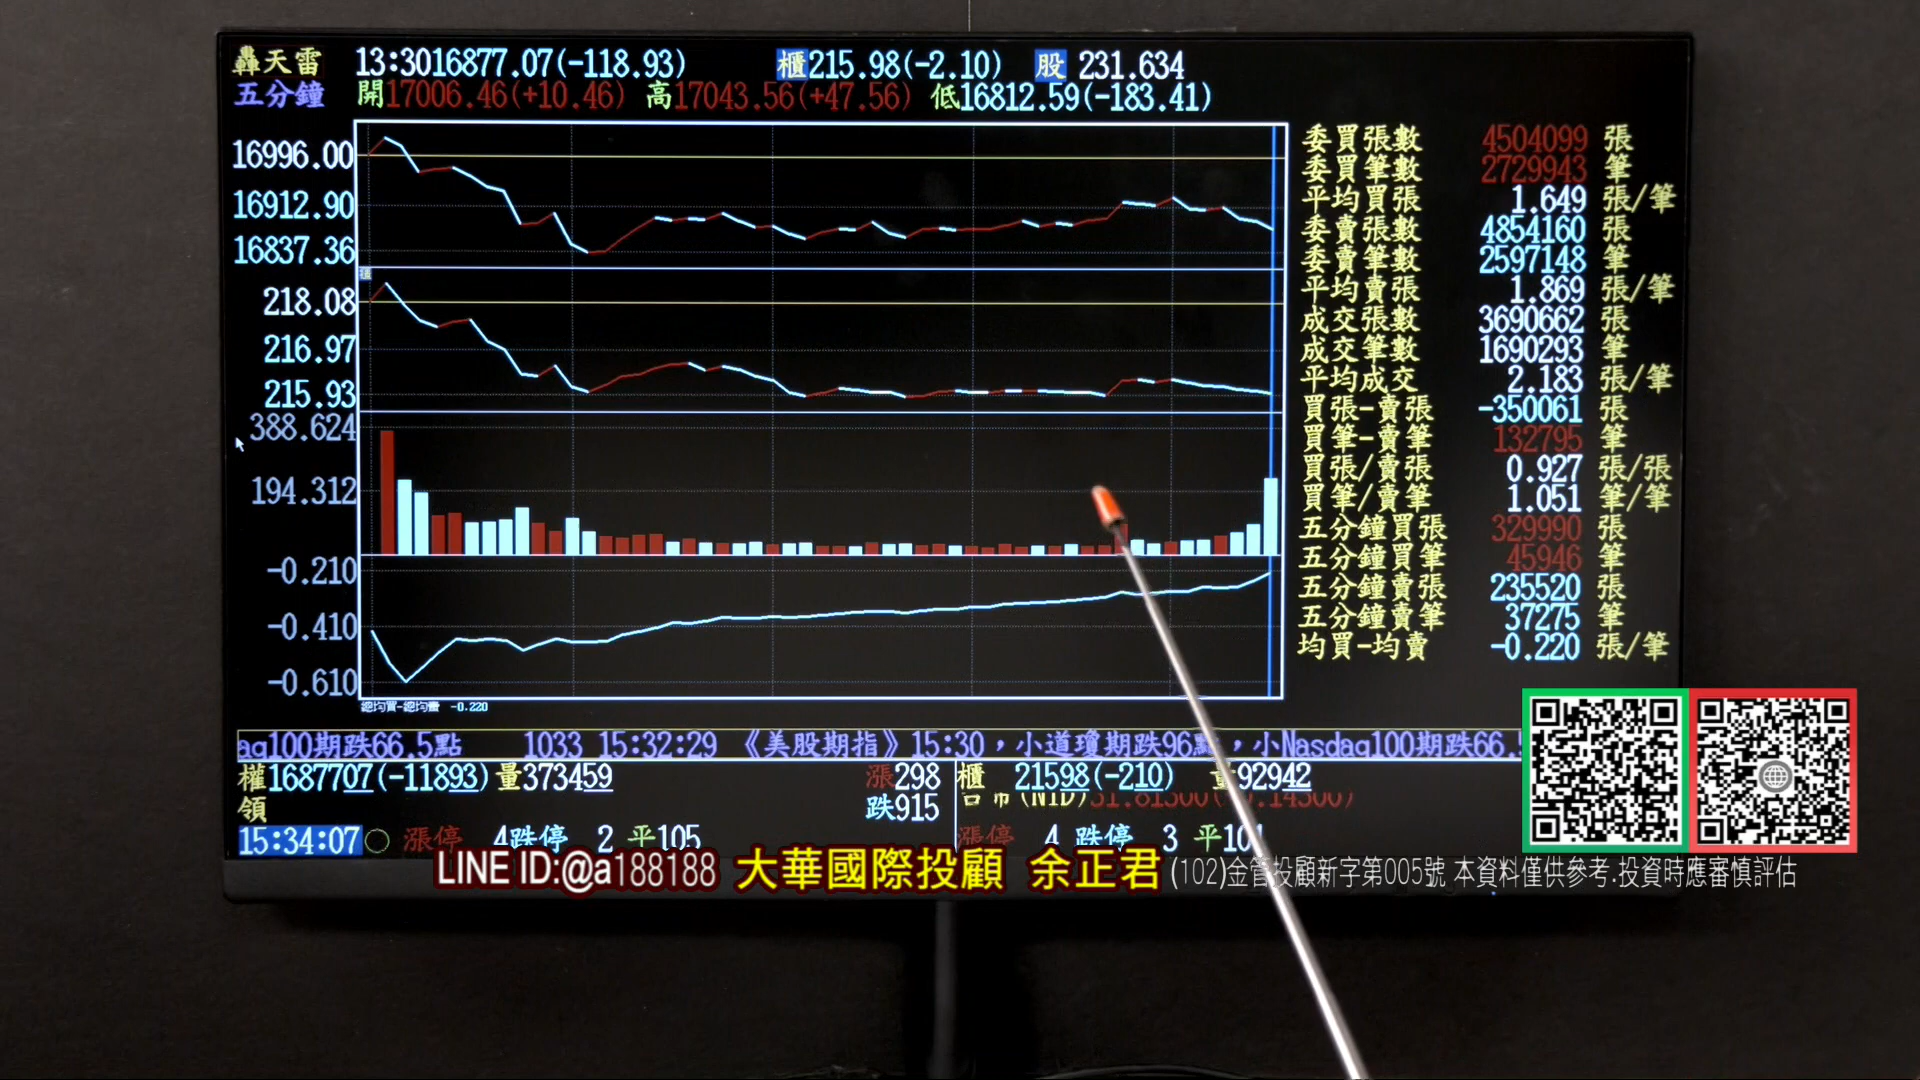 轟天雷 13:30 16877.07(-118.93) 櫃215.98(-2.10) 股 231.634
五分鐘 開17006.46(+10.46) 高17043.56(+47.56) 低16812.59(-183.41)
16996.00
16912.90
16837.36
櫃
218.08
216.97
215.93
388.624
194.312
-0.210
-0.410
-0.610
總均買-總均賣 -0.220
委買張數 4504099 張
委買筆數 2729943 筆
平均買張 1.649 張/筆
委賣張數 4854160 張
委賣筆數 2597148 筆
平均賣張 1.869 張/筆
成交張數 3690662 張
成交筆數 1690293 筆
平均成交 2.183 張/筆
買張-賣張 -350061 張
買筆-賣筆 132795 筆
買張/賣張 0.927 張/張
買筆/賣筆 1.051 筆/筆
五分鐘買張 329990 張
五分鐘買筆 45946 筆
五分鐘賣張 235520 張
五分鐘賣筆 37275 筆
均買-均賣 -0.220 張/筆
aq100期跌66.5點 1033 15:32:29 《美股期指》15:30，小道瓊期跌96點，小Nasdaq100期跌66.
權1687707(-11893)量373459 漲298 櫃 21598(-210) 量92942
領 跌915
15:34:07 漲停 4跌停 2 平105 漲停 4 跌停 3 平101
LINE ID:@a188188 大華國際投顧 余正君 (102)金管投顧新字第005號 本資料僅供參考.投資時應審慎評估